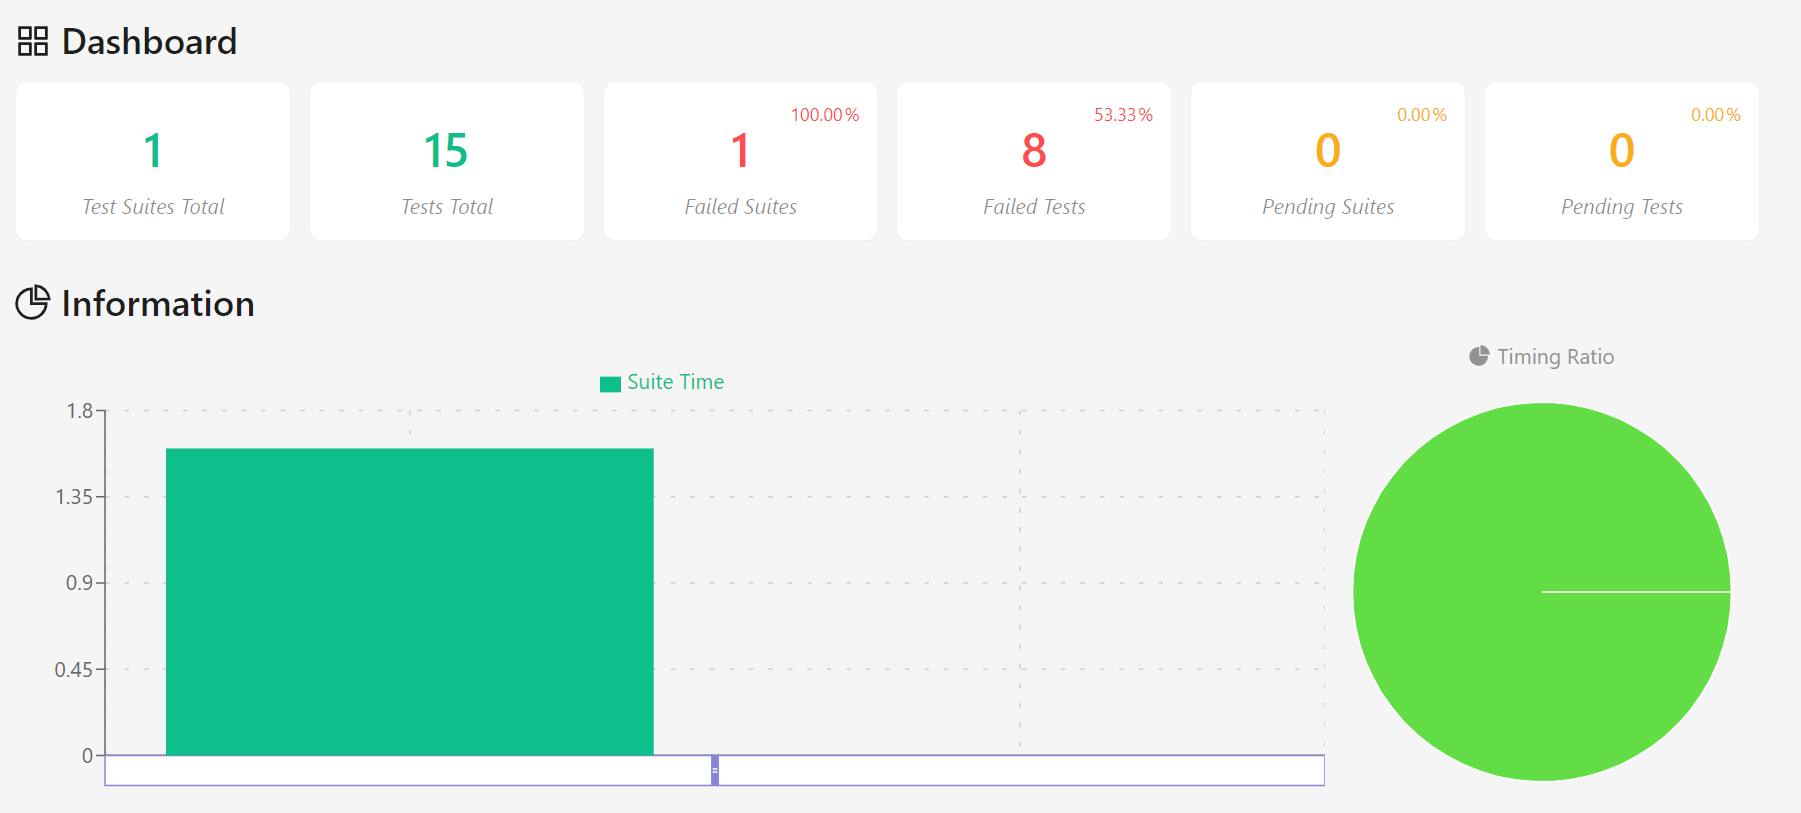 Dashboard
100.00%
53.33%
0.00%
0.00%
1
15
1
8
0
0
Test Suites Total
Tests Total
Failed Suites
Failed Tests
Pending Suites
Pending Tests
Information
Timing Ratio
Suite Time
1.8
1.35
0.9
0.45
0